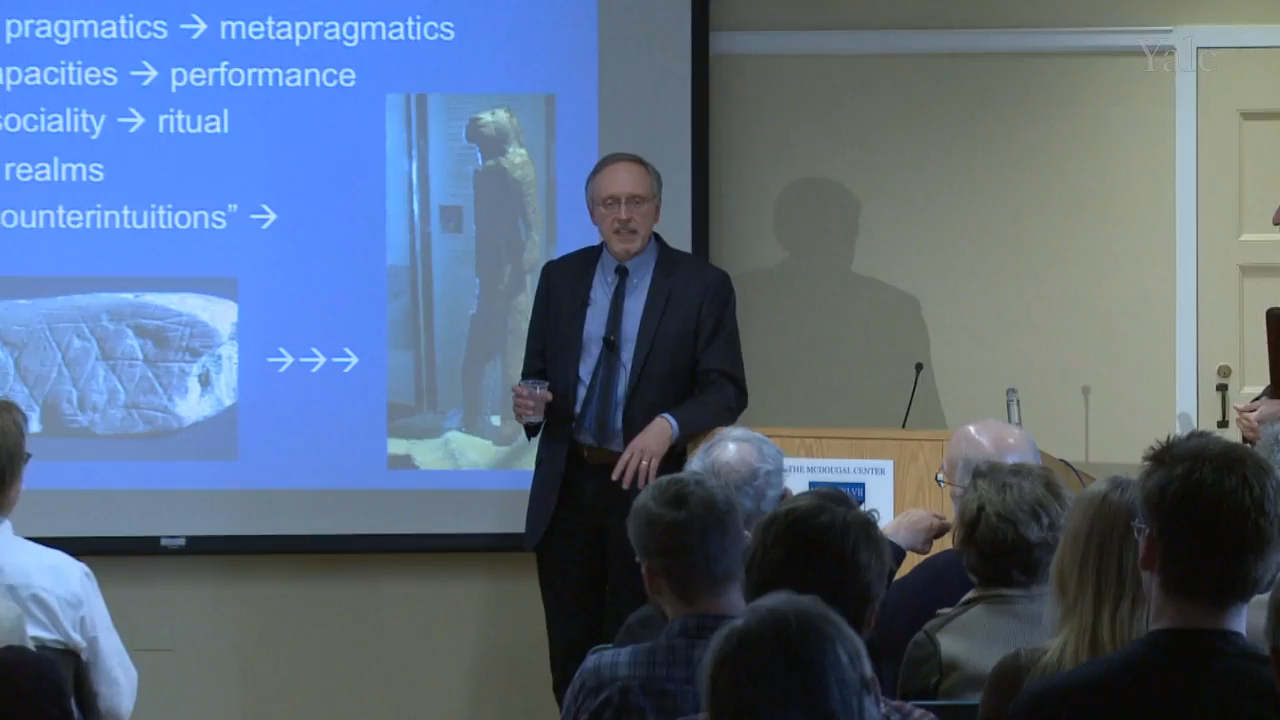 pragmatics → metapragmatics
apacities → performance
sociality → ritual
realms
ounterintuitions” →
→→→
Yale
THE MCDOUGAL CENTER